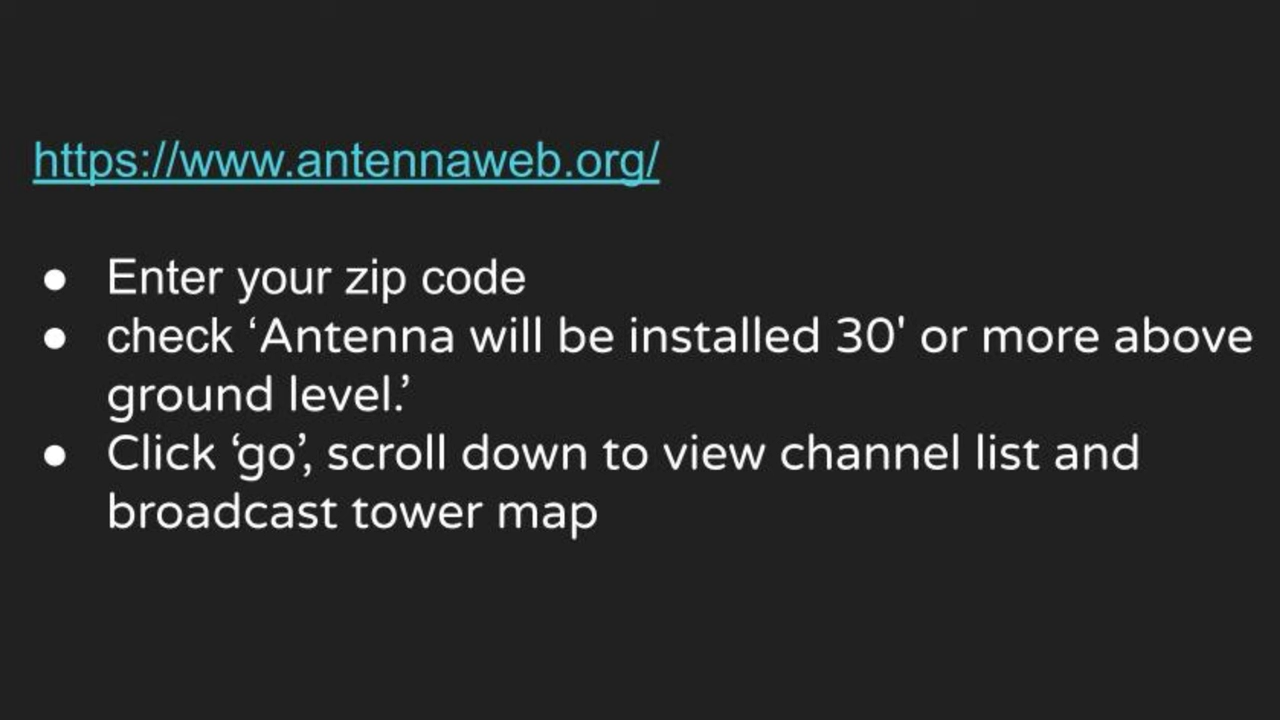 https://www.antennaweb.org/
● Enter your zip code
● check ‘Antenna will be installed 30' or more above
ground level.’
● Click ‘go’, scroll down to view channel list and
broadcast tower map